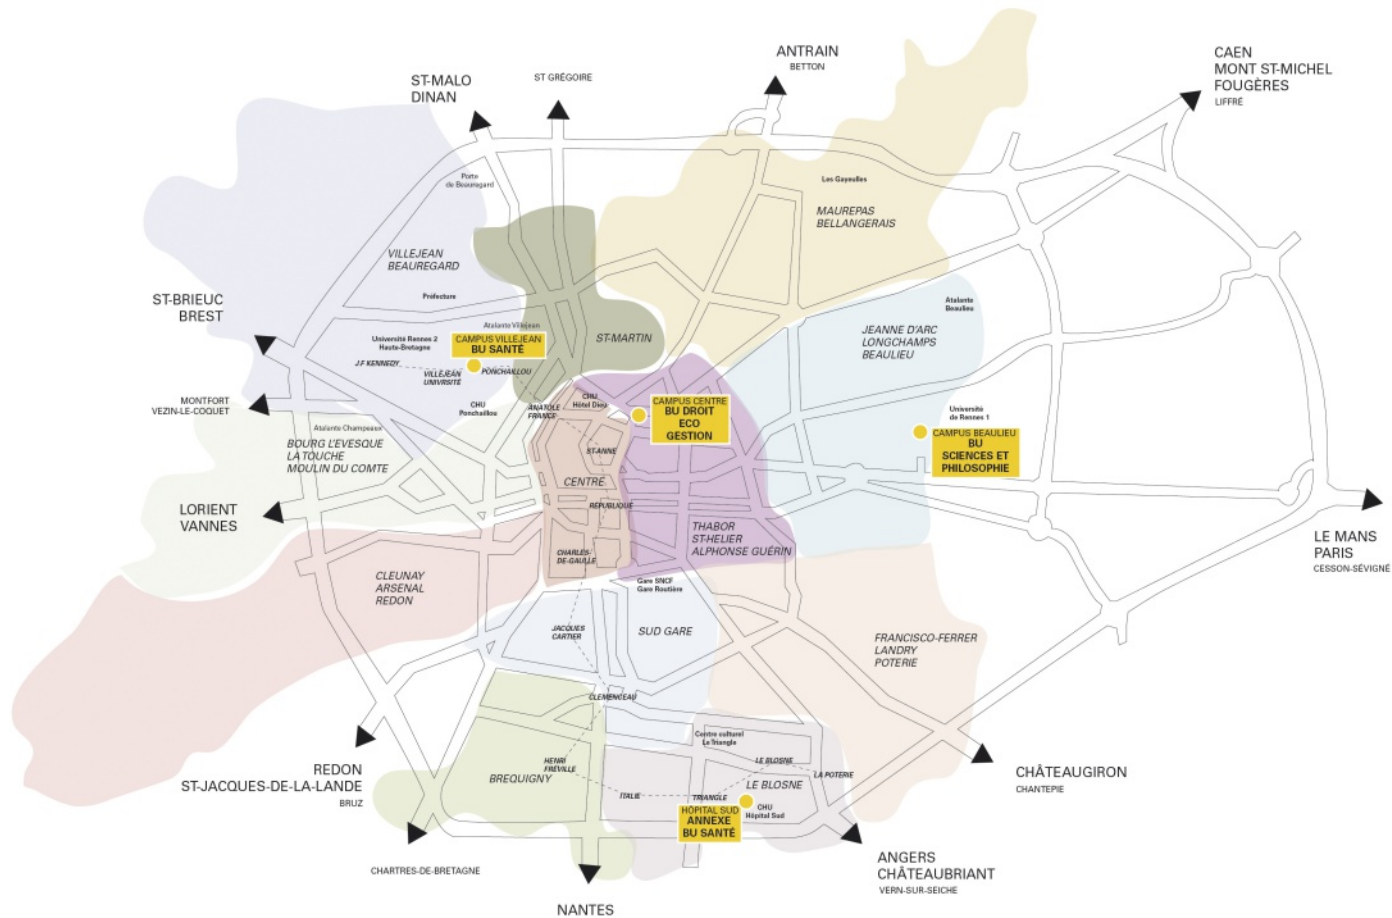 ANTRAIN
BETTON
CAEN
MONT ST-MICHEL
FOUGÈRES
LIFFRÉ
ST-MALO
DINAN
ST GRÉGOIRE
Porte
de Beauregard
Les Gayeulles
MAUREPAS
BELLANGERAIS
VILLEJEAN
BEAUREGARD
Préfecture
ST-BRIEUC
BREST
Atalante
Beaulieu
Atalante Villejean
Université Rennes 2
Hauts-Bretagne
CAMPUS VILLEJEAN
BU SANTÉ
ST-MARTIN
JEANNE D'ARC
LONGCHAMPS
BEAULIEU
J.F KENNEDY
VILLEJEAN
UNIVRSITÉ
PONCHAILLOU
MONTFORT
VEZIN-LE-COQUET
CHU
Ponchaillou
ANATOLE
FRANCE
CHU
Hôtel Dieu
CAMPUS CENTRE
BU DROIT
ECO
GESTION
Université
de Rennes 1
CAMPUS BEAULIEU
BU
SCIENCES ET
PHILOSOPHIE
Atalante Champeaux
BOURG L'EVESQUE
LA TOUCHE
MOULIN DU COMTE
ST-ANNE
CENTRE
RÉPUBLIQUE
LORIENT
VANNES
THABOR
ST-HELIER
ALPHONSE GUÉRIN
CHARLES-
DE-GAULLE
LE MANS
PARIS
CESSON-SÉVIGNÉ
CLEUNAY
ARSENAL
REDON
Gare SNCF
Gare Routière
JACQUES
CARTIER
SUD GARE
FRANCISCO-FERRER
LANDRY
POTERIE
CLEMENCEAU
Centre culturel
Le Triangle
HENRI
FRÉVILLE
BREQUIGNY
LE BLOSNE
LA POTERIE
LE BLOSNE
ITALIE
TRIANGLE
HÔPITAL SUD
ANNEXE
BU SANTÉ
CHU
Hôpital Sud
REDON
ST-JACQUES-DE-LA-LANDE
BRUZ
CHÂTEAUGIRON
CHANTEPIE
CHARTRES-DE-BRETAGNE
ANGERS
CHÂTEAUBRIANT
VERN-SUR-SEICHE
NANTES